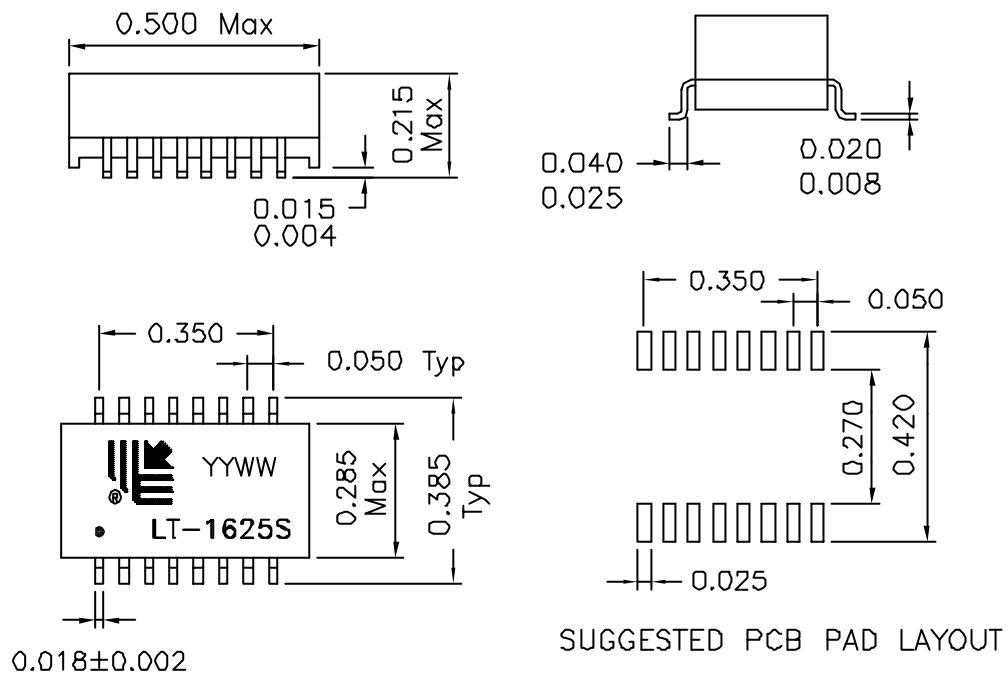 0.500 Max
0.215
Max
0.015
0.004
0.040
0.025
0.020
0.008
0.350
0.050 Typ
YYWW
®
LT-1625S
0.285
Max
0.385
Typ
0.018±0.002
0.350
0.050
0.270
0.420
0.025
SUGGESTED PCB PAD LAYOUT